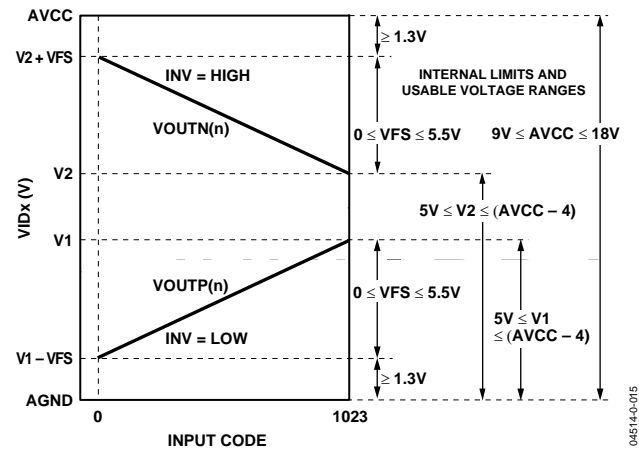 AVCC
≥ 1.3V
V2 + VFS
INV = HIGH
INTERNAL LIMITS AND
USABLE VOLTAGE RANGES
VOUTN(n)
0 ≤ VFS ≤ 5.5V
9V ≤ AVCC ≤ 18V
V2
5V ≤ V2 ≤ (AVCC – 4)
VIDx (V)
V1
VOUTP(n)
0 ≤ VFS ≤ 5.5V
5V ≤ V1
≤ (AVCC – 4)
INV = LOW
V1 – VFS
≥ 1.3V
AGND
0
1023
INPUT CODE
04514-0-015